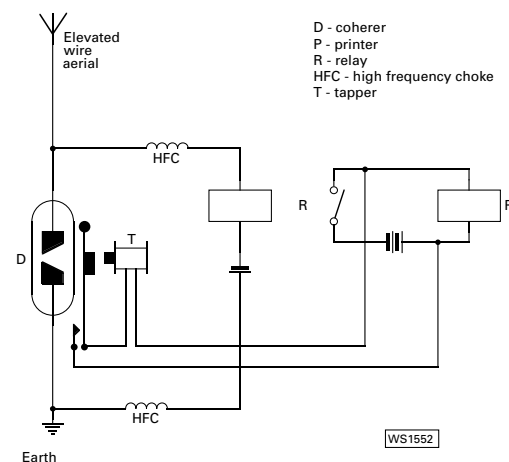 Elevated
wire
aerial
D - coherer
P - printer
R - relay
HFC - high frequency choke
T - tapper
HFC
R
T
D
HFC
WS1552
Earth